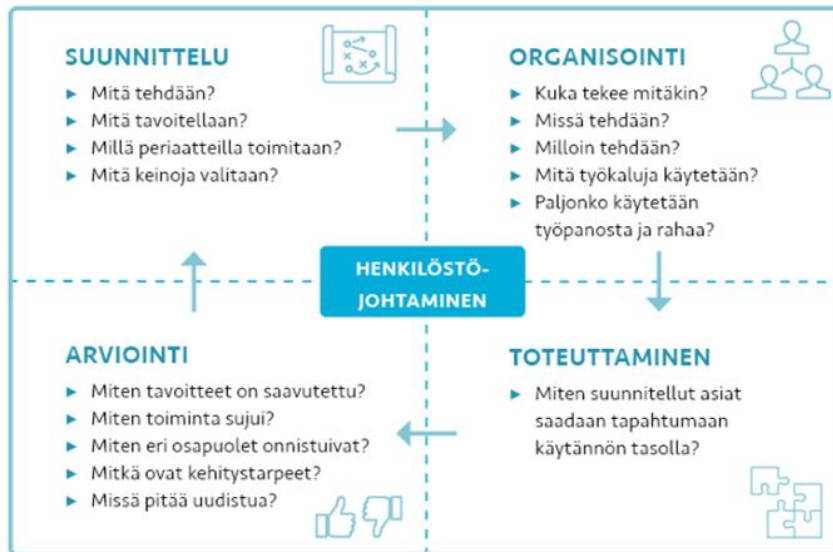 SUUNNITTELU
► Mitä tehdään?
► Mitä tavoitellaan?
► Millä periaatteilla toimitaan?
► Mitä keinoja valitaan?
ORGANISOINTI
► Kuka tekee mitäkin?
► Missä tehdään?
► Milloin tehdään?
► Mitä työkaluja käytetään?
► Paljonko käytetään
työpanosta ja rahaa?
HENKILÖSTÖ-
JOHTAMINEN
ARVIOINTI
► Miten tavoitteet on saavutettu?
► Miten toiminta sujui?
► Miten eri osapuolet onnistuivat?
► Mitkä ovat kehitystarpeet?
► Missä pitää uudistua?
TOTEUTTAMINEN
► Miten suunnitellut asiat
saadaan tapahtumaan
käytännön tasolla?